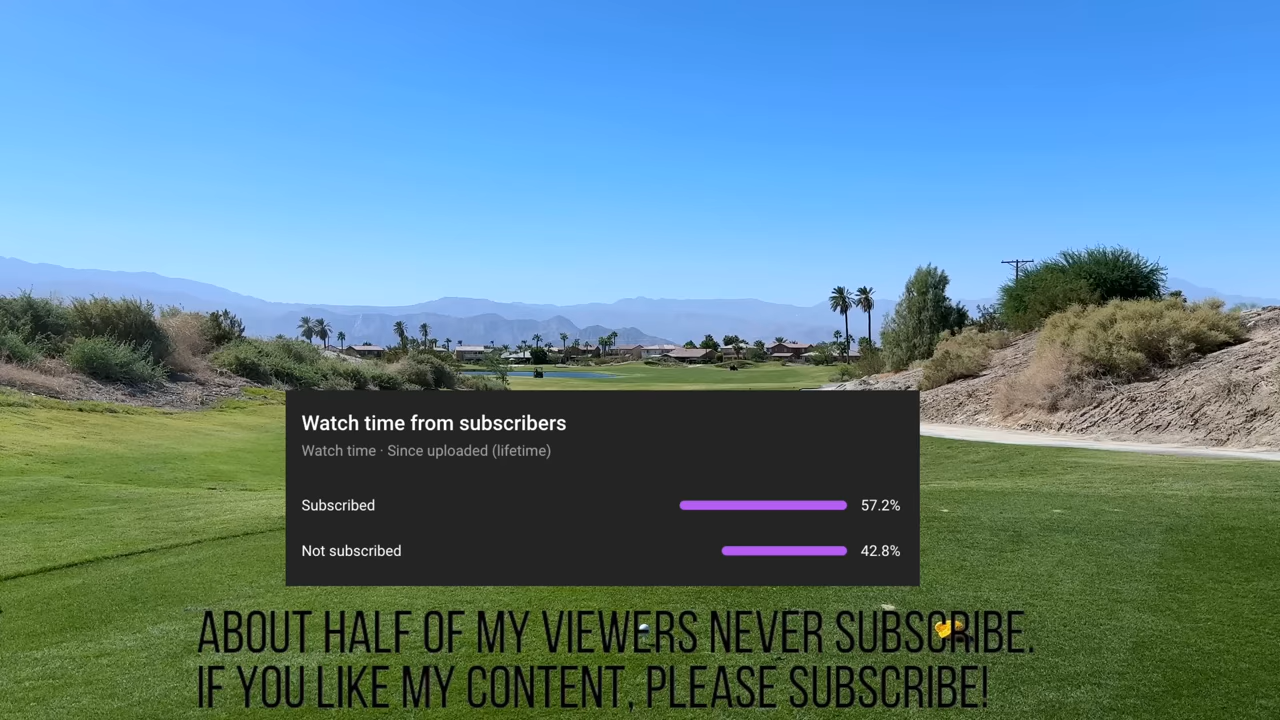 Watch time from subscribers
Watch time · Since uploaded (lifetime)
Subscribed 57.2%
Not subscribed 42.8%
ABOUT HALF OF MY VIEWERS NEVER SUBSCRIBE.
IF YOU LIKE MY CONTENT, PLEASE SUBSCRIBE!